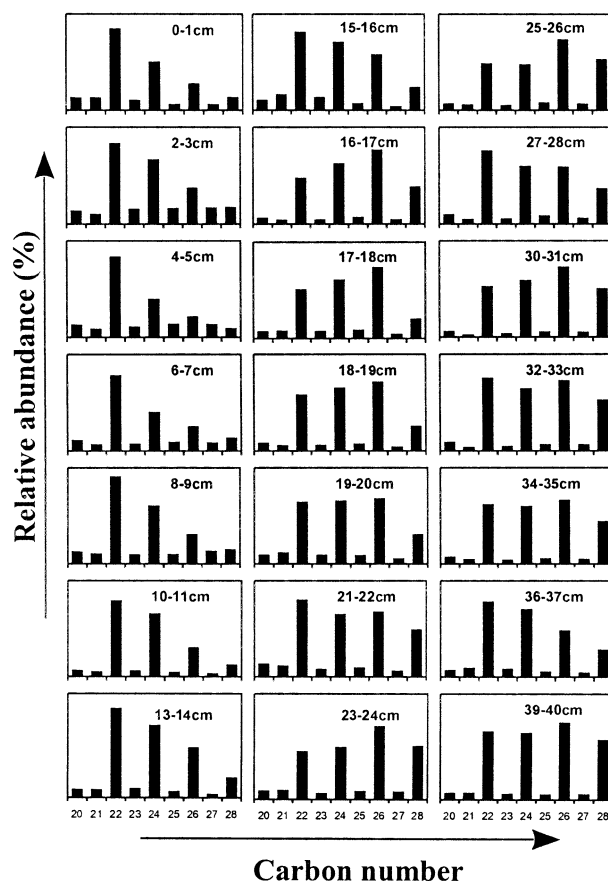 0-1cm 15-16cm 25-26cm
2-3cm 16-17cm 27-28cm
4-5cm 17-18cm 30-31cm
6-7cm 18-19cm 32-33cm
8-9cm 19-20cm 34-35cm
10-11cm 21-22cm 36-37cm
13-14cm 23-24cm 39-40cm
Relative abundance (%)
20 21 22 23 24 25 26 27 28 20 21 22 23 24 25 26 27 28 20 21 22 23 24 25 26 27 28
Carbon number